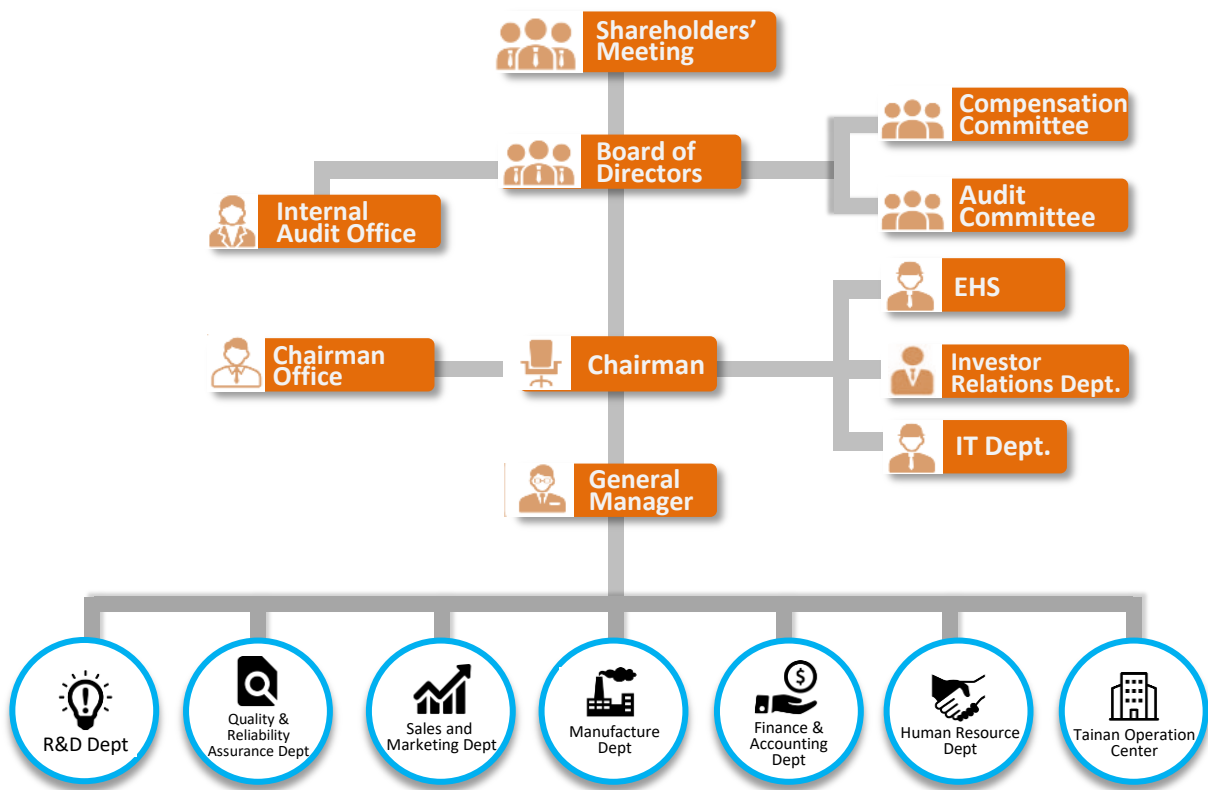 Shareholders'
Meeting
Compensation
Committee
Board of
Directors
Internal
Audit Office
Audit
Committee
EHS
Chairman
Office
Chairman
Investor
Relations Dept.
IT Dept.
General
Manager
R&D Dept
Quality &
Reliability
Assurance Dept
Sales and
Marketing Dept
Manufacture
Dept
$
Finance &
Accounting
Dept
Human Resource
Dept
Tainan Operation
Center